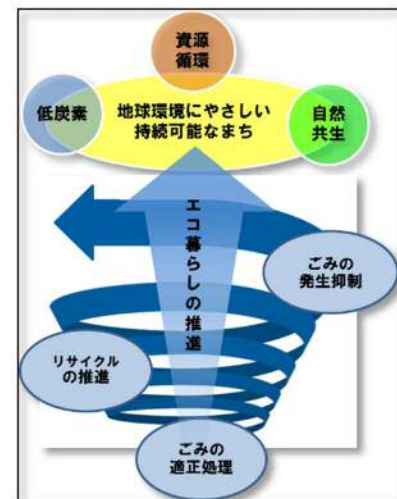 資源
循環
低炭素
地球環境にやさしい
持続可能なまち
自然
共生
エコ暮らしの推進
ごみの
発生抑制
リサイクル
の推進
ごみの
適正処理